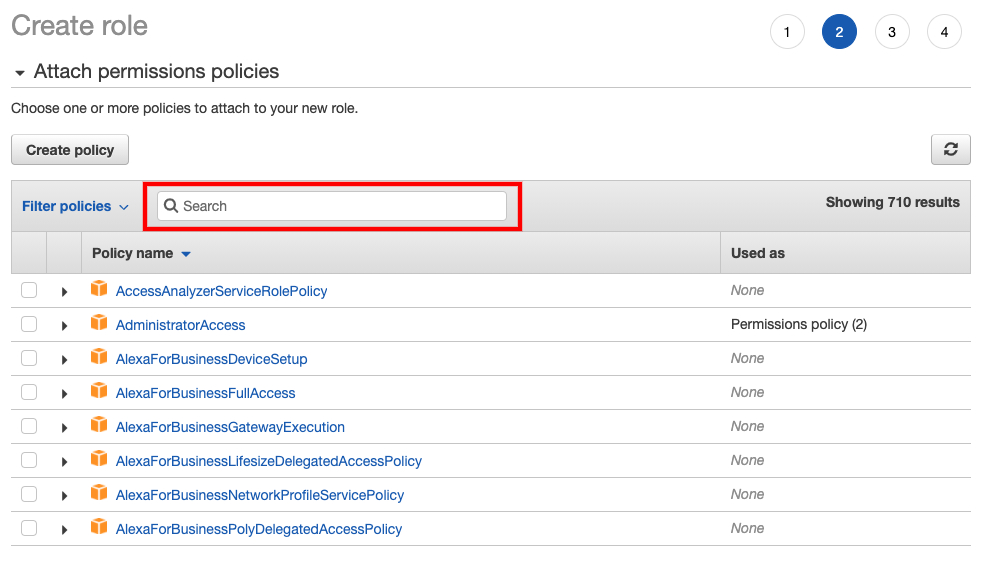 Create role
1 2 3 4
Attach permissions policies
Choose one or more policies to attach to your new role.
Create policy
Filter policies Search Showing 710 results
Policy name Used as
AccessAnalyzerServiceRolePolicy None
AdministratorAccess Permissions policy (2)
AlexaForBusinessDeviceSetup None
AlexaForBusinessFullAccess None
AlexaForBusinessGatewayExecution None
AlexaForBusinessLifesizeDelegatedAccessPolicy None
AlexaForBusinessNetworkProfileServicePolicy None
AlexaForBusinessPolyDelegatedAccessPolicy None